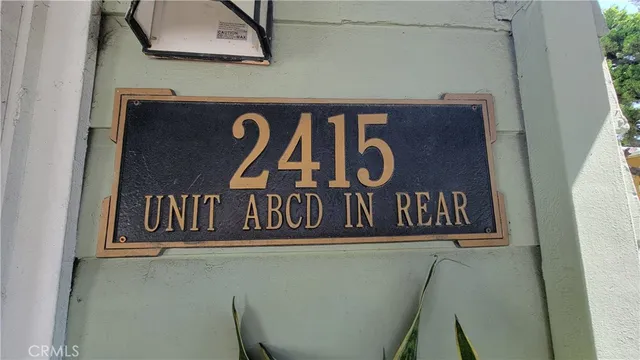 2415
UNIT ABCD IN REAR
CRMLS